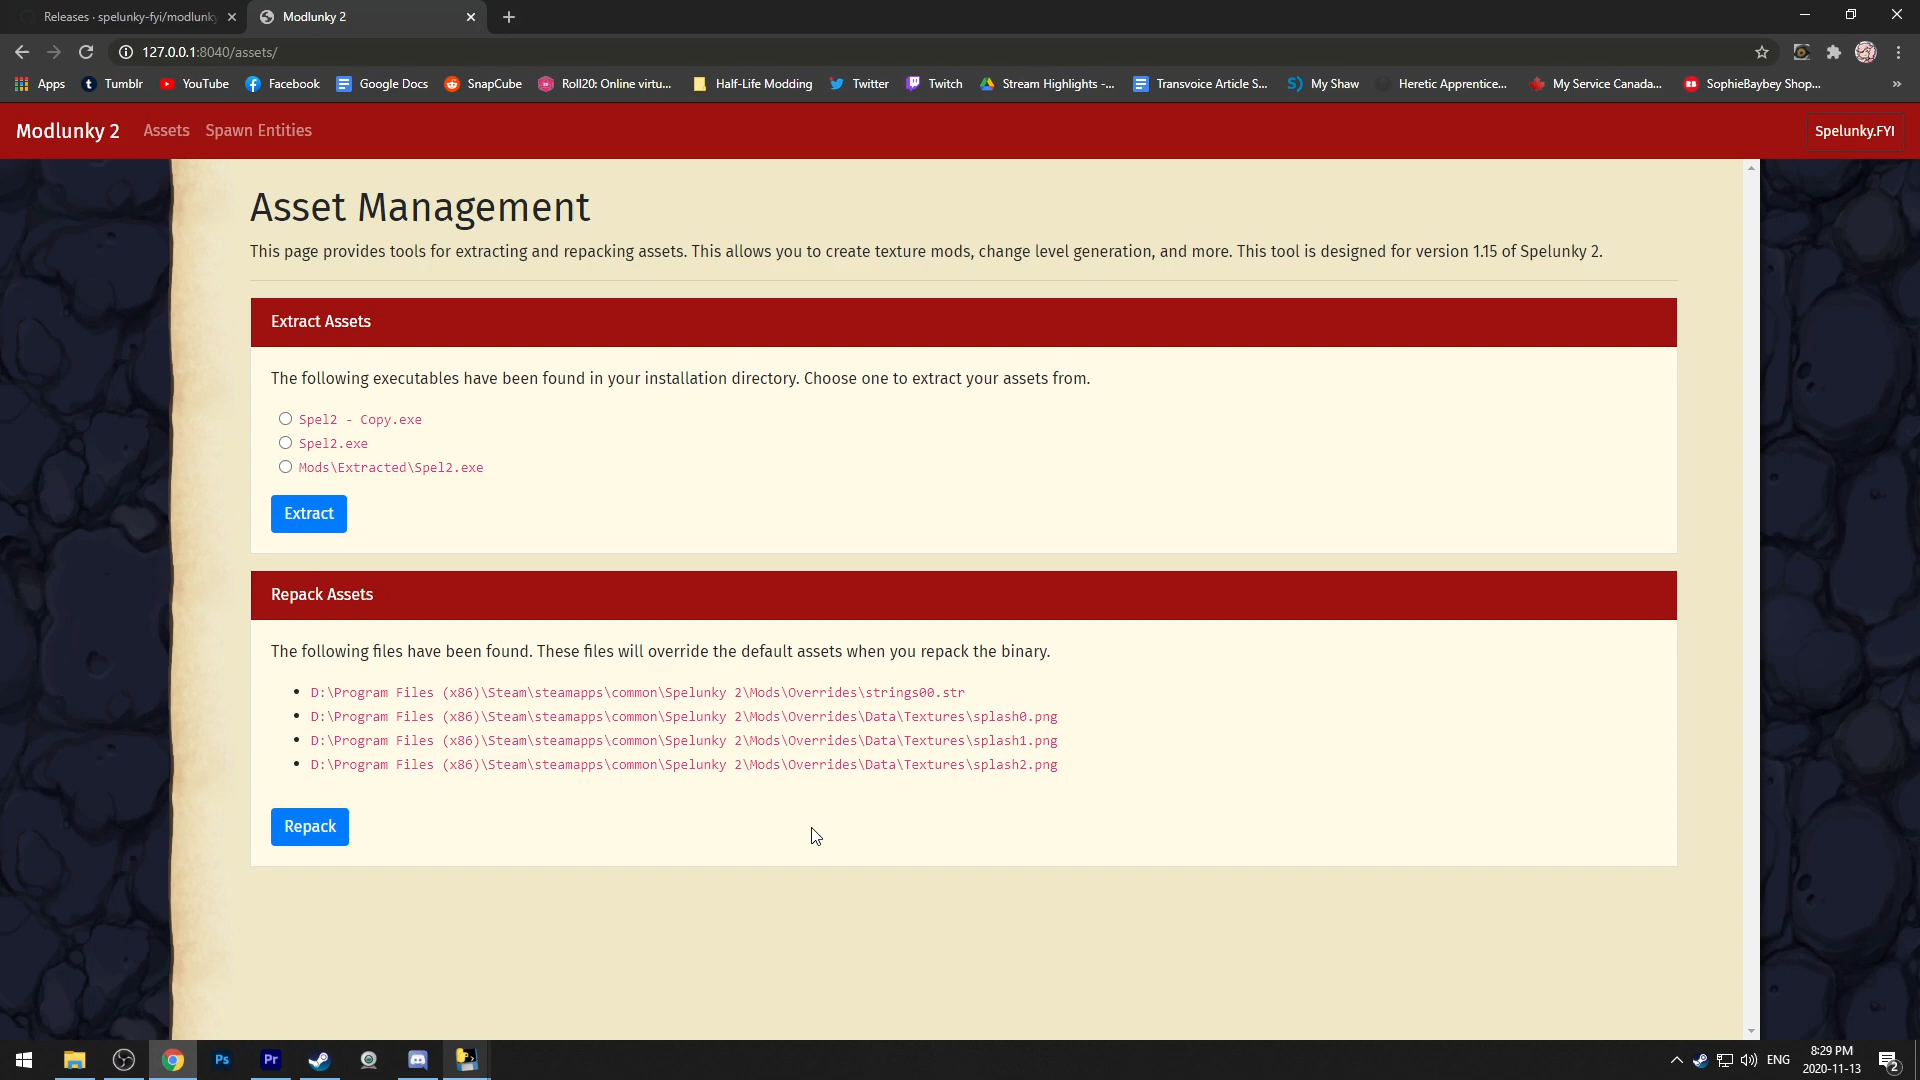 Releases · spelunky-fyi/modlunky
Modlunky 2
127.0.0.1:8040/assets/
Apps
Tumblr
YouTube
Facebook
Google Docs
SnapCube
Roll20: Online virtu...
Half-Life Modding
Twitter
Twitch
Stream Highlights -...
Transvoice Article S...
My Shaw
Heretic Apprentice...
My Service Canada...
SophieBaybey Shop...
Modlunky 2
Assets
Spawn Entities
Spelunky.FYI
Asset Management
This page provides tools for extracting and repacking assets. This allows you to create texture mods, change level generation, and more. This tool is designed for version 1.15 of Spelunky 2.
Extract Assets
The following executables have been found in your installation directory. Choose one to extract your assets from.
Spel2 - Copy.exe
Spel2.exe
Mods\Extracted\Spel2.exe
Extract
Repack Assets
The following files have been found. These files will override the default assets when you repack the binary.
D:\Program Files (x86)\Steam\steamapps\common\Spelunky 2\Mods\Overrides\strings00.str
D:\Program Files (x86)\Steam\steamapps\common\Spelunky 2\Mods\Overrides\Data\Textures\splash0.png
D:\Program Files (x86)\Steam\steamapps\common\Spelunky 2\Mods\Overrides\Data\Textures\splash1.png
D:\Program Files (x86)\Steam\steamapps\common\Spelunky 2\Mods\Overrides\Data\Textures\splash2.png
Repack
Ps
Pr
ENG
8:29 PM
2020-11-13
2